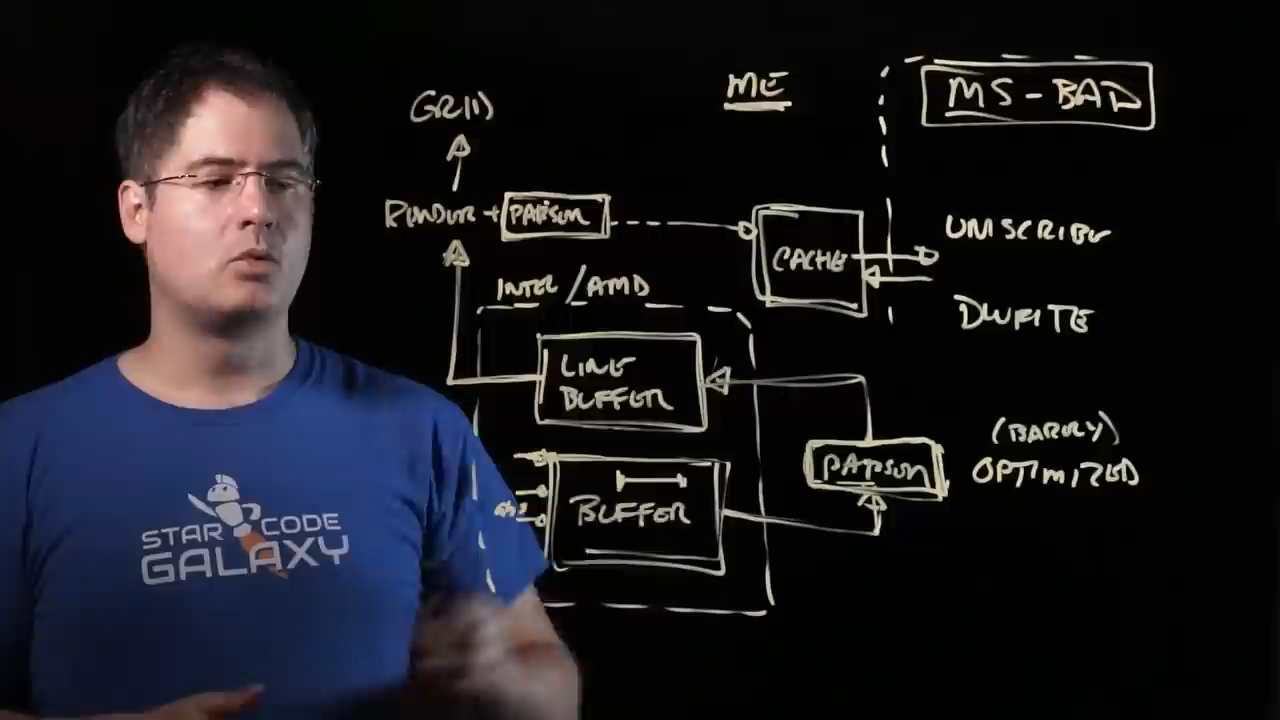 ME
MS-BAD
GRID
RENDER + PARSER
CACHE
UNISCRIBE
DWRITE
INTEL/AMD
LINE
BUFFER
PARSER
(BARELY)
OPTIMIZED
BUFFER
STAR CODE
GALAXY